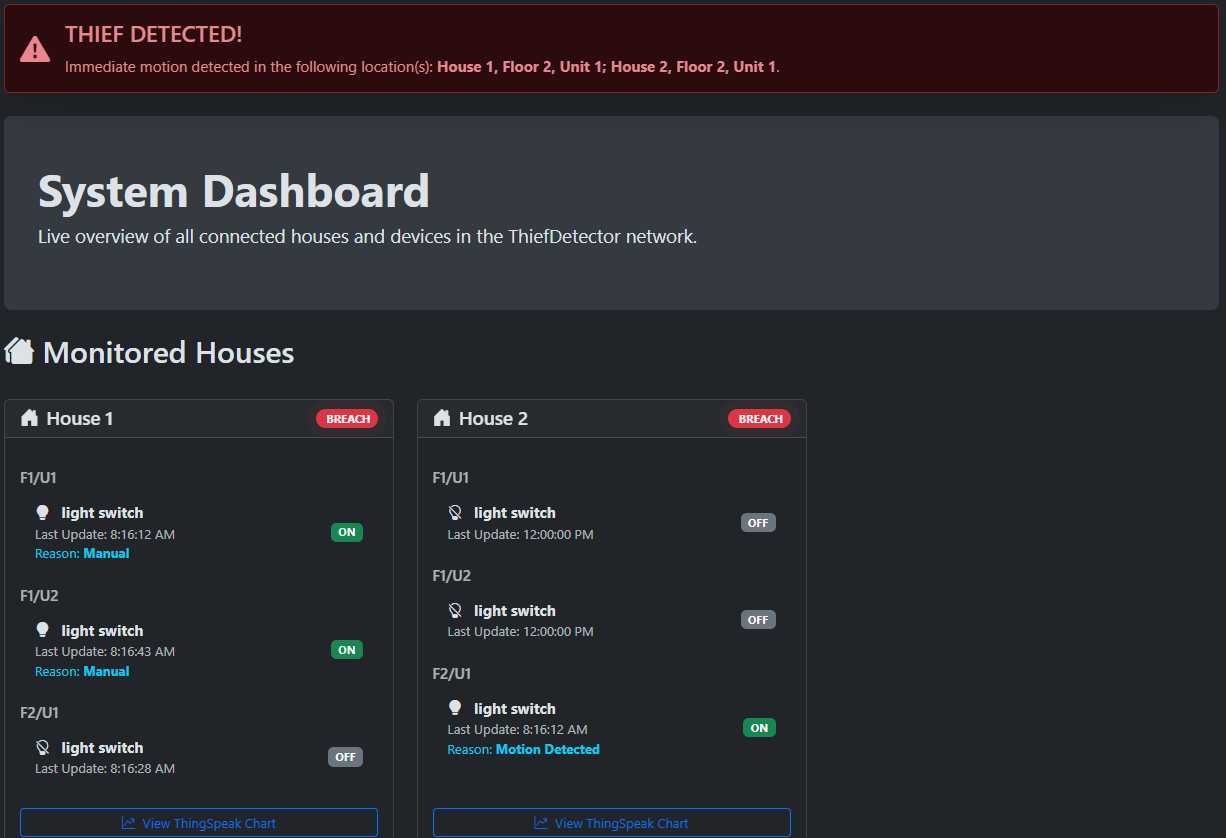 THIEF DETECTED!
Immediate motion detected in the following location(s): House 1, Floor 2, Unit 1; House 2, Floor 2, Unit 1.
System Dashboard
Live overview of all connected houses and devices in the ThiefDetector network.
Monitored Houses
House 1 BREACH
F1/U1
light switch
Last Update: 8:16:12 AM
ON
Reason: Manual
F1/U2
light switch
Last Update: 8:16:43 AM
ON
Reason: Manual
F2/U1
light switch
Last Update: 8:16:28 AM
OFF
View ThingSpeak Chart
House 2 BREACH
F1/U1
light switch
Last Update: 12:00:00 PM
OFF
F1/U2
light switch
Last Update: 12:00:00 PM
OFF
F2/U1
light switch
Last Update: 8:16:12 AM
ON
Reason: Motion Detected
View ThingSpeak Chart